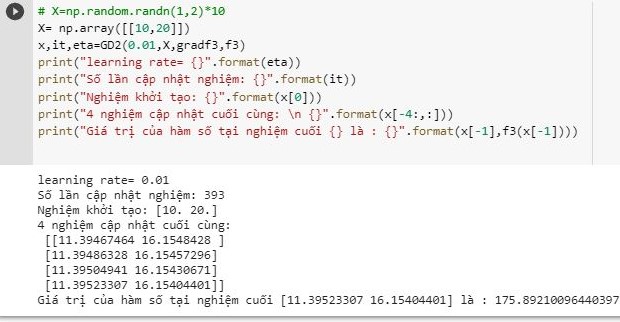 # X=np.random.randn(1,2)*10
X= np.array([[10,20]])
x,it,eta=GD2(0.01,X,gradf3,f3)
print("learning rate= {}".format(eta))
print("Số lần cập nhật nghiệm: {}".format(it))
print("Nghiệm khởi tạo: {}".format(x[0]))
print("4 nghiệm cập nhật cuối cùng: \n {}".format(x[-4:,:]))
print("Giá trị của hàm số tại nghiệm cuối {} là : {}".format(x[-1],f3(x[-1])))
learning rate= 0.01
Số lần cập nhật nghiệm: 393
Nghiệm khởi tạo: [10. 20.]
4 nghiệm cập nhật cuối cùng:
[[11.39467464 16.1548428 ]
[11.39486328 16.15457296]
[11.39504941 16.15430671]
[11.39523307 16.15404401]]
Giá trị của hàm số tại nghiệm cuối [11.39523307 16.15404401] là : 175.89210096440397